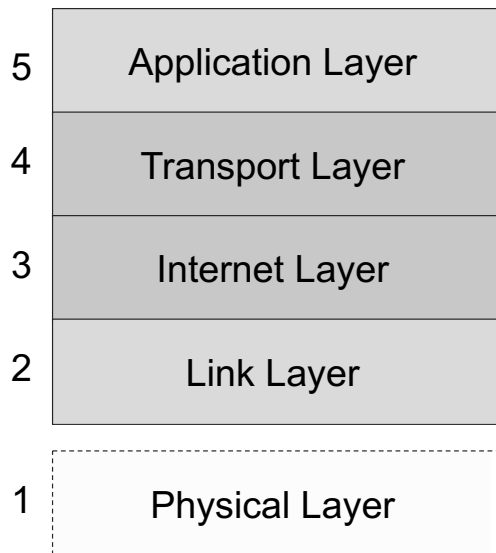 5 Application Layer
4 Transport Layer
3 Internet Layer
2 Link Layer
1 Physical Layer